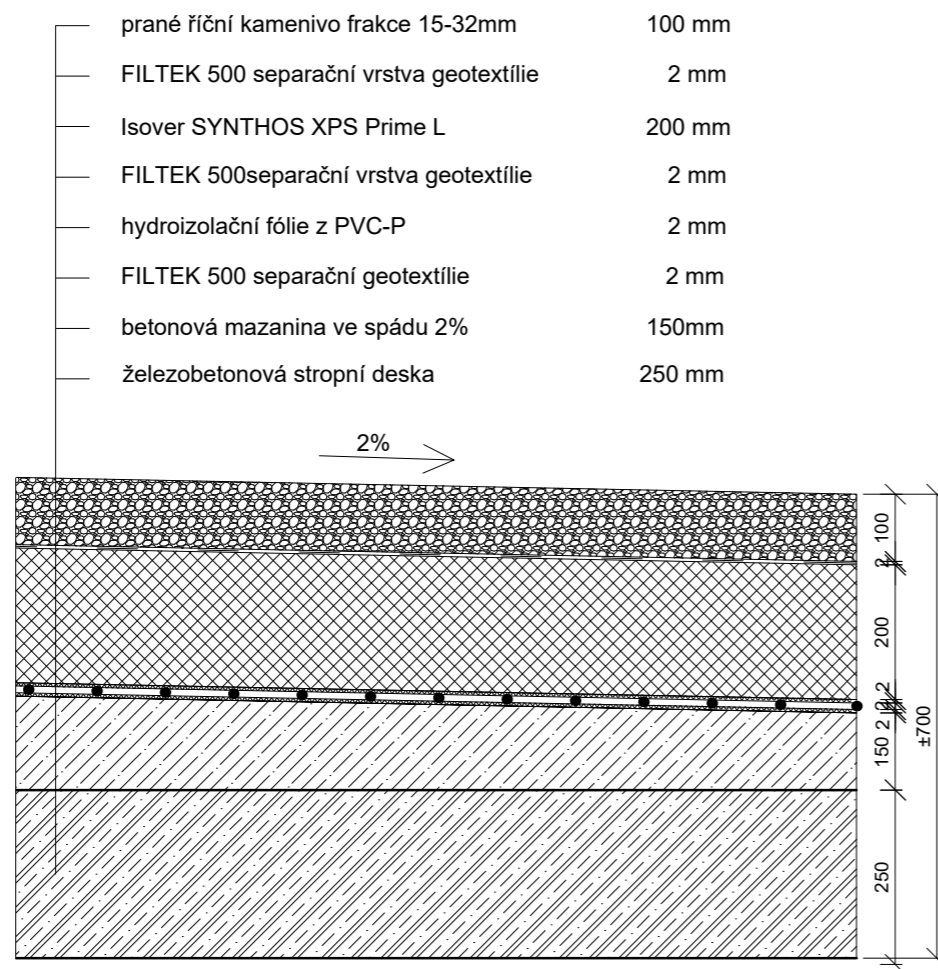 prané říční kamenivo frakce 15-32mm 100 mm
FILTEK 500 separační vrstva geotextílie 2 mm
Isover SYNTHOS XPS Prime L 200 mm
FILTEK 500separační vrstva geotextílie 2 mm
hydroizolační fólie z PVC-P 2 mm
FILTEK 500 separační geotextílie 2 mm
betonová mazanina ve spádu 2% 150mm
železobetonová stropní deska 250 mm
2%
100
2
200
2
2
2
150
250
±700